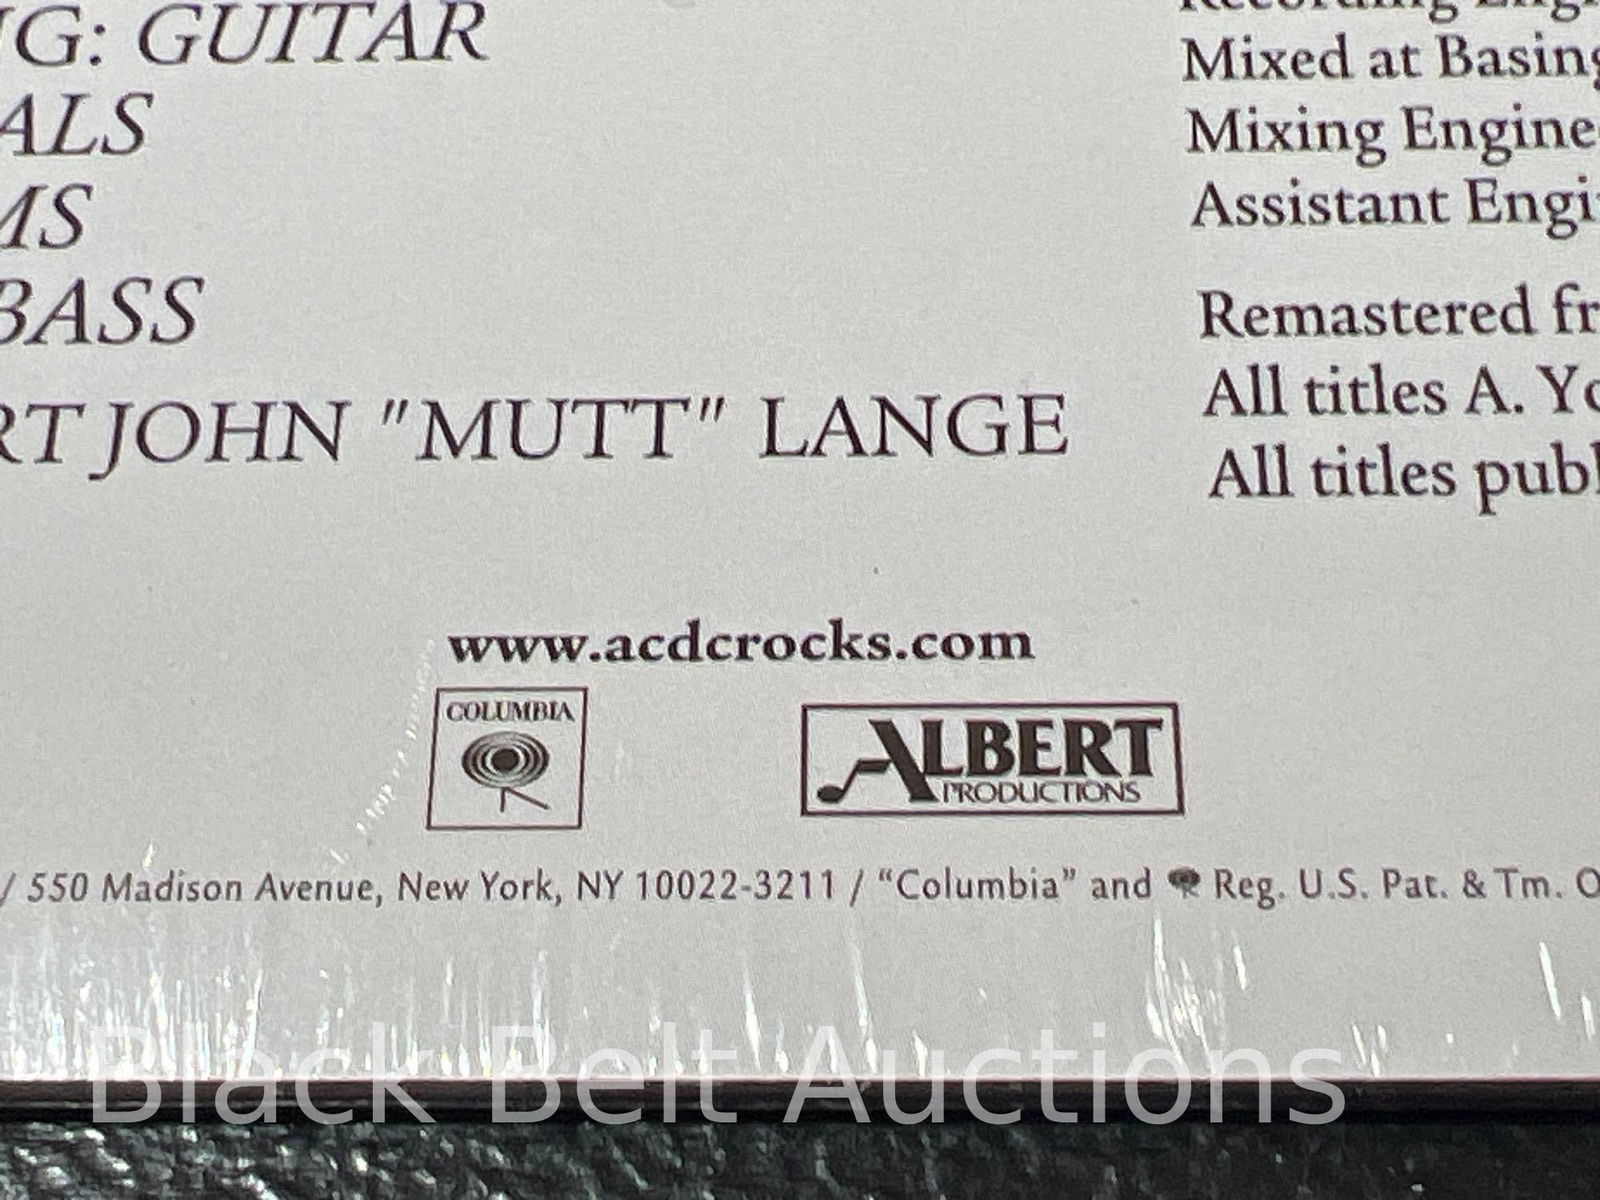 G: GUITAR
ALS
MS
BASS
RT JOHN "MUTT" LANGE
Mixed at Basing
Mixing Enginee
Assistant Engi
Remastered fr
All titles A. Yo
All titles publ
www.acdcrocks.com
COLUMBIA
ALBERT
PRODUCTIONS
/ 550 Madison Avenue, New York, NY 10022-3211 / “Columbia” and Reg. U.S. Pat. & Tm. O
Black Belt Auctions